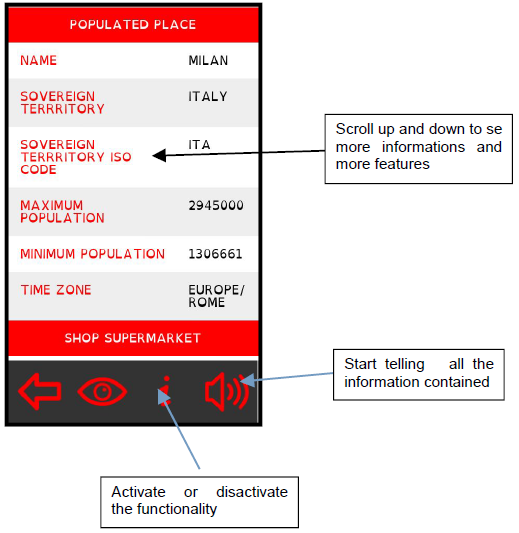 POPULATED PLACE
NAME MILAN
SOVEREIGN ITALY
TERRRITORY
SOVEREIGN ITA
TERRRITORY ISO
CODE
MAXIMUM 2945000
POPULATION
MINIMUM POPULATION 1306661
TIME ZONE EUROPE/
ROME
SHOP SUPERMARKET
Scroll up and down to se
more informations and
more features
Start telling all the
information contained
Activate or disactivate
the functionality